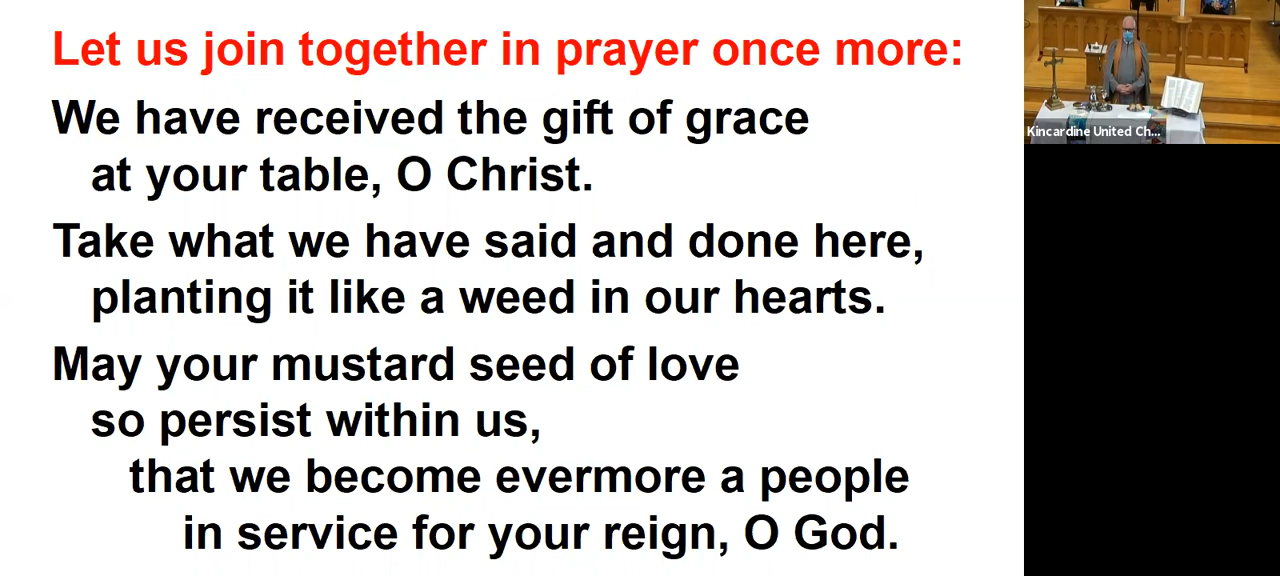 Let us join together in prayer once more:
We have received the gift of grace
at your table, O Christ.
Take what we have said and done here,
planting it like a weed in our hearts.
May your mustard seed of love
so persist within us,
that we become evermore a people
in service for your reign, O God.
Kincardine United Ch...